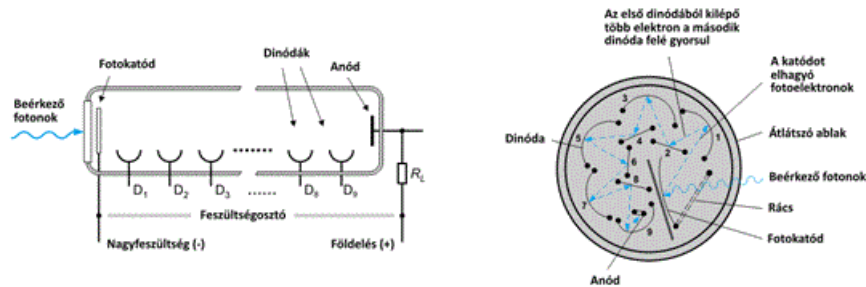 Fotokatód
Beérkező
fotonok
Dinódák
Anód
D1
D2
D3
D8
D9
RL
Feszültségosztó
Nagyfeszültség (-)
Földelés (+)
Az első dinódából kilépő
több elektron a második
dinóda felé gyorsul
A katódot
elhagyó
fotoelektronok
Átlátszó ablak
Dinóda
Beérkező fotonok
Rács
Fotokatód
Anód
3
1
5
4
2
6
8
7
9